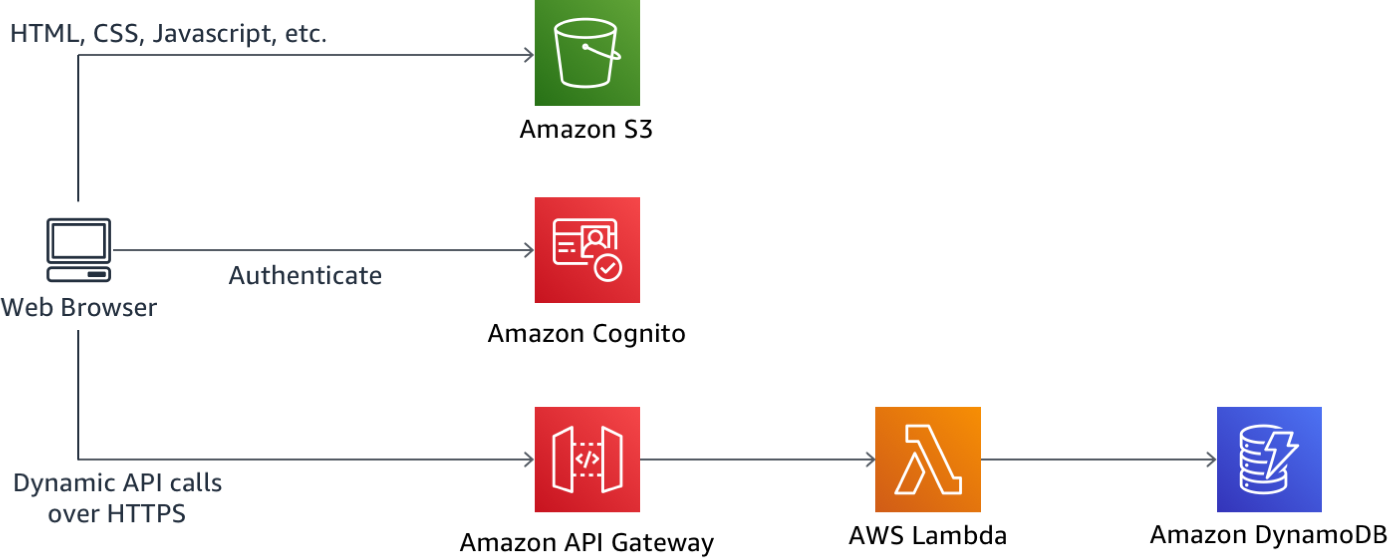 HTML, CSS, Javascript, etc.
Amazon S3
Web Browser
Authenticate
Amazon Cognito
Dynamic API calls
over HTTPS
</>
Amazon API Gateway
AWS Lambda
Amazon DynamoDB